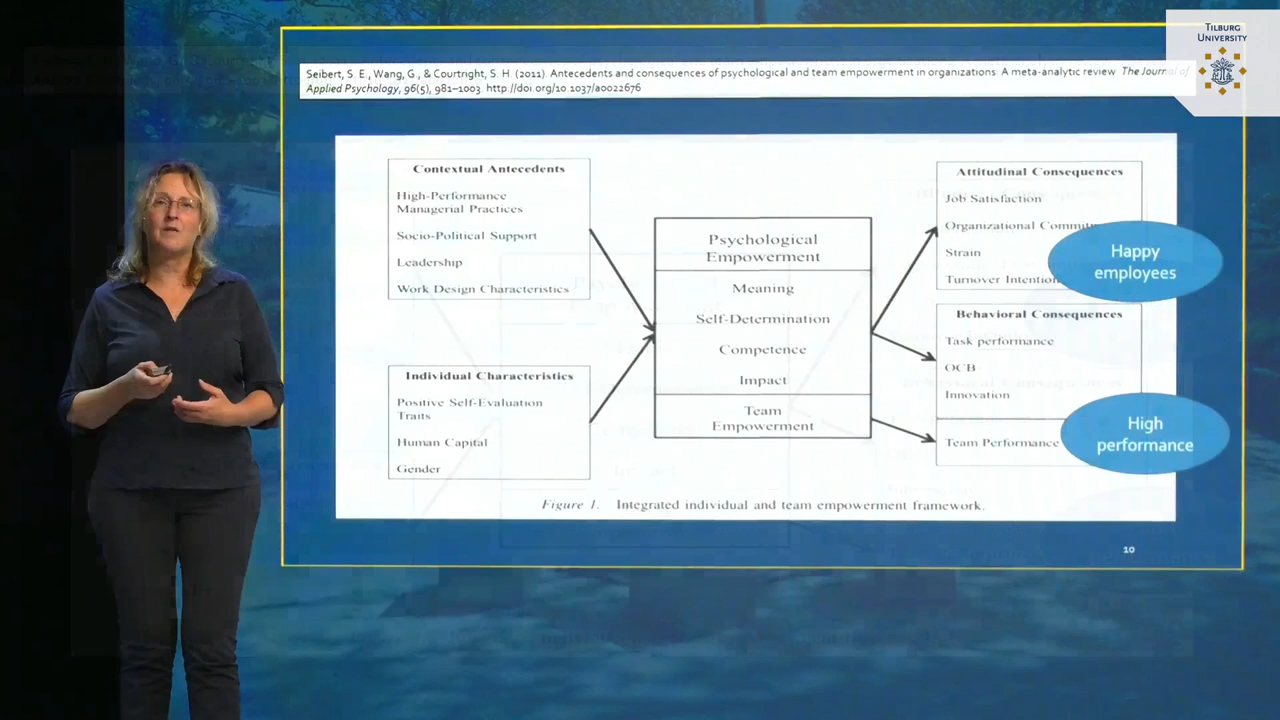 TILBURG
UNIVERSITY
Seibert, S. E., Wang, G., & Courtright, S. H. (2011). Antecedents and consequences of psychological and team empowerment in organizations: A meta-analytic review. The Journal of
Applied Psychology, 96(5), 981–1003. http://doi.org/10.1037/a0022676
Contextual Antecedents
High-Performance
Managerial Practices
Socio-Political Support
Leadership
Work Design Characteristics
Individual Characteristics
Positive Self-Evaluation
Traits
Human Capital
Gender
Psychological
Empowerment
Meaning
Self-Determination
Competence
Impact
Team
Empowerment
Attitudinal Consequences
Job Satisfaction
Organizational
Strain
Turnover
Happy
employees
Behavioral Consequences
Task performance
OCB
Innovation
Team Performance
High
performance
Figure 1. Integrated individual and team empowerment framework.
10